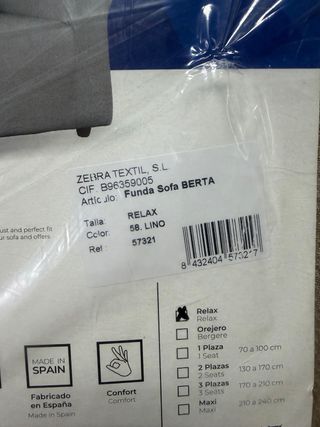 ZEBRA TEXTIL, S.L.
CIF B96359005
Articulo: Funda Sofa BERTA
Talla: RELAX
Color: 58. LINO
Ref: 57321
8 432404 573217
ust and perfect fit
ur sofa and offers
MADE IN
SPAIN
Fabricado
en España
Made in Spain
Confort
Comfort
Relax
Relax
Orejero
Bergere
1 Plaza 70 a 100 cm
1 Seat
2 Plazas 130 a 170 cm
2 Seats
3 Plazas 170 a 210 cm
3 Seats
Maxi 210 a 240 cm
Maxi